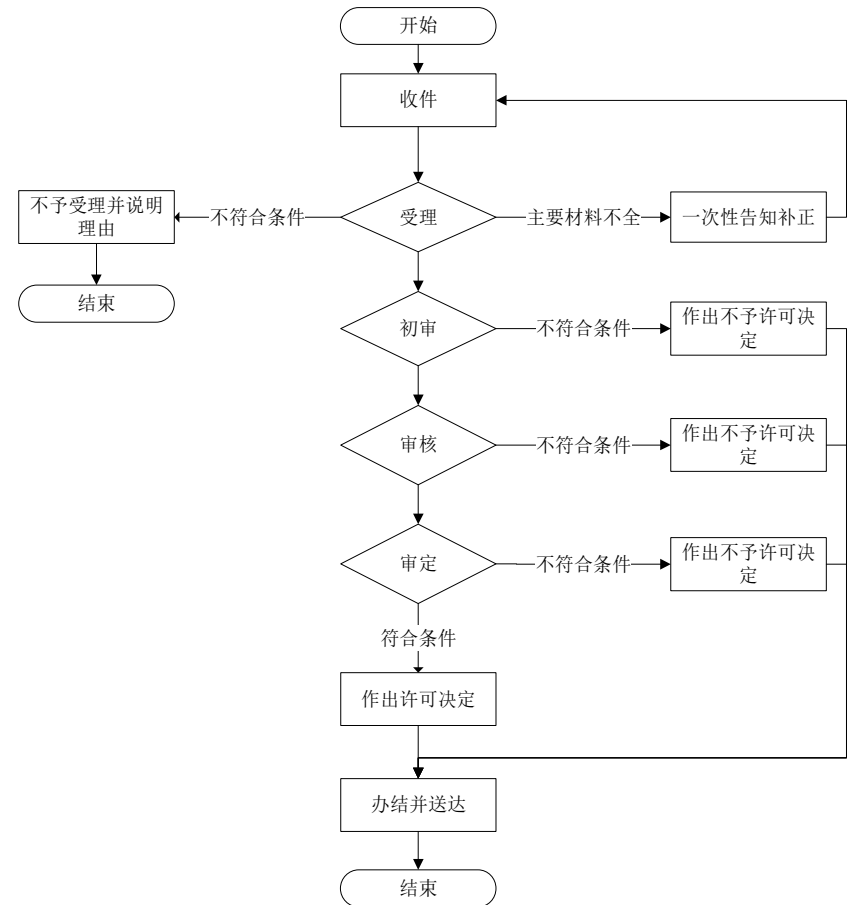 开始
收件
不予受理并说明
理由
不符合条件
受理
主要材料不全
一次性告知补正
结束
初审
不符合条件
作出不予许可决
定
审核
不符合条件
作出不予许可决
定
审定
不符合条件
作出不予许可决
定
符合条件
作出许可决定
办结并送达
结束